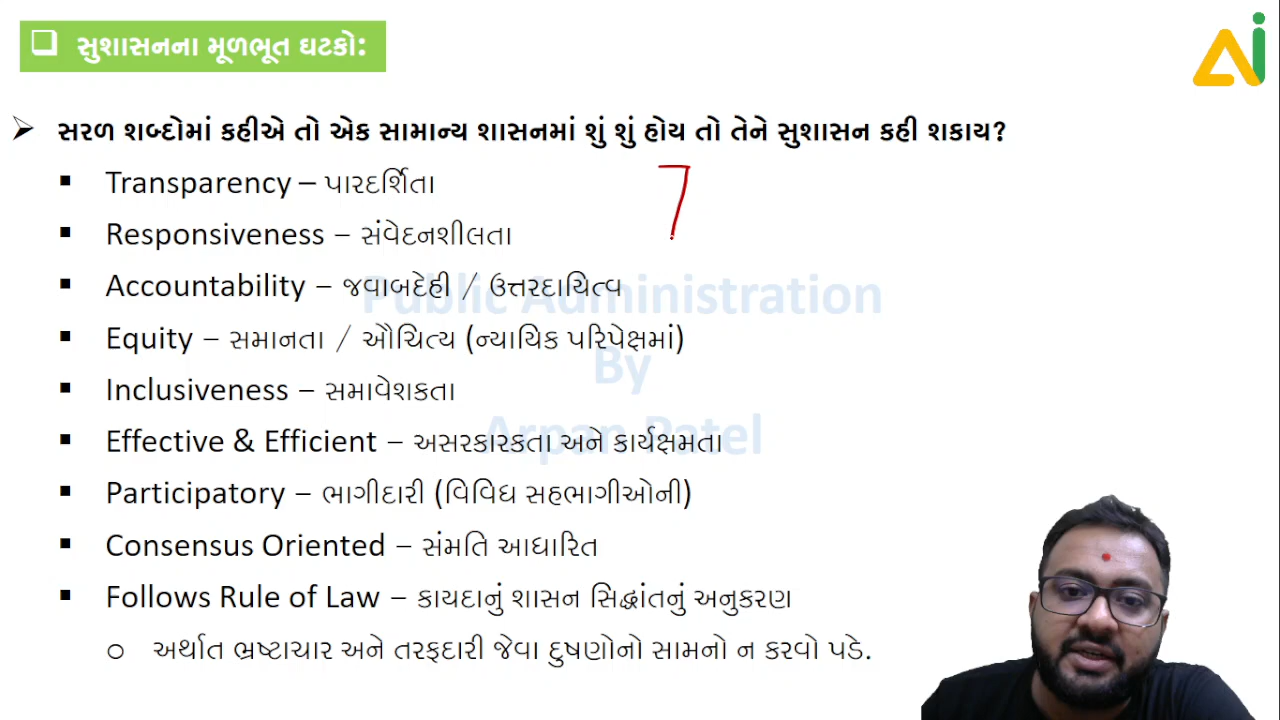 ❑ સુશાસનના મૂળભૂત ઘટકો:
Ai
➢ સરળ શબ્દોમાં કહીએ તો એક સામાન્ય શાસનમાં શું શું હોય તો તેને સુશાસન કહી શકાય?
▪ Transparency – પારદર્શિતા
7
▪ Responsiveness – સંવેદનશીલતા
▪ Accountability – જવાબદેહી / ઉત્તરદાયિત્વ
▪ Equity – સમાનતા / ઔચિત્ય (ન્યાયિક પરિપેક્ષમાં)
▪ Inclusiveness – સમાવેશકતા
▪ Effective & Efficient – અસરકારકતા અને કાર્યક્ષમતા
▪ Participatory – ભાગીદારી (વિવિધ સહભાગીઓની)
▪ Consensus Oriented – સંમતિ આધારિત
▪ Follows Rule of Law – કાયદાનું શાસન સિદ્ધાંતનું અનુકરણ
o અર્થાત ભ્રષ્ટાચાર અને તરફદારી જેવા દુષણોનો સામનો ન કરવો પડે.
Public Administration
By
Arpan Patel